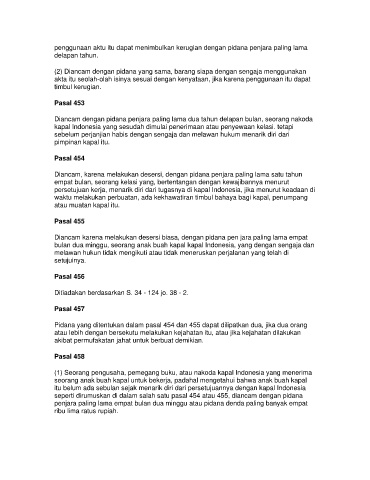 penggunaan aktu itu dapat menimbulkan kerugian dengan pidana penjara paling lama
delapan tahun.
(2) Diancam dengan pidana yang sama, barang siapa dengan sengaja menggunakan
akta itu seolah-olah isinya sesuai dengan kenyataan, jika karena penggunaan itu dapat
timbul kerugian.
Pasal 453
Diancam dengan pidana penjara paling lama dua tahun delapan bulan, seorang nakoda
kapal Indonesia yang sesudah dimulai penerimaan atau penyewaan kelasi. tetapi
sebelum perjanjian habis dengan sengaja dan melawan hukum menarik diri dari
pimpinan kapal itu.
Pasal 454
Diancam, karena melakukan desersi, dengan pidana penjara paling lama satu tahun
empat bulan, seorang kelasi yang, bertentangan dengan kewajibannya menurut
persetujuan kerja, menarik diri dari tugasnya di kapal Indonesia, jika menurut keadaan di
waktu melakukan perbuatan, ada kekhawatiran timbul bahaya bagi kapal, penumpang
atau muatan kapal itu.
Pasal 455
Diancam karena melakukan desersi biasa, dengan pidana pen jara paling lama empat
bulan dua minggu, seorang anak buah kapal kapal Indonesia, yang dengan sengaja dan
melawan hukun tidak mengikuti atau tidak meneruskan perjalanan yang telah di
setujuinya.
Pasal 456
Ditiadakan berdasarkan S. 34 - 124 jo. 38 - 2.
Pasal 457
Pidana yang ditentukan dalam pasal 454 dan 455 dapat dilipatkan dua, jika dua orang
atau lebih dengan bersekutu melakukan kejahatan itu, atau jika kejahatan dilakukan
akibat permufakatan jahat untuk berbuat demikian.
Pasal 458
(1) Seorang pengusaha, pemegang buku, atau nakoda kapal Indonesia yang menerima
seorang anak buah kapal untuk bekerja, padahal mengetahui bahwa anak buah kapal
itu belum ada sebulan sejak menarik diri dari persetujuannya dengan kapal Indonesia
seperti dirumuskan di dalam salah satu pasal 454 atau 455, diancam dengan pidana
penjara paling lama empat bulan dua minggu atau pidana denda paling banyak empat
ribu lima ratus rupiah.